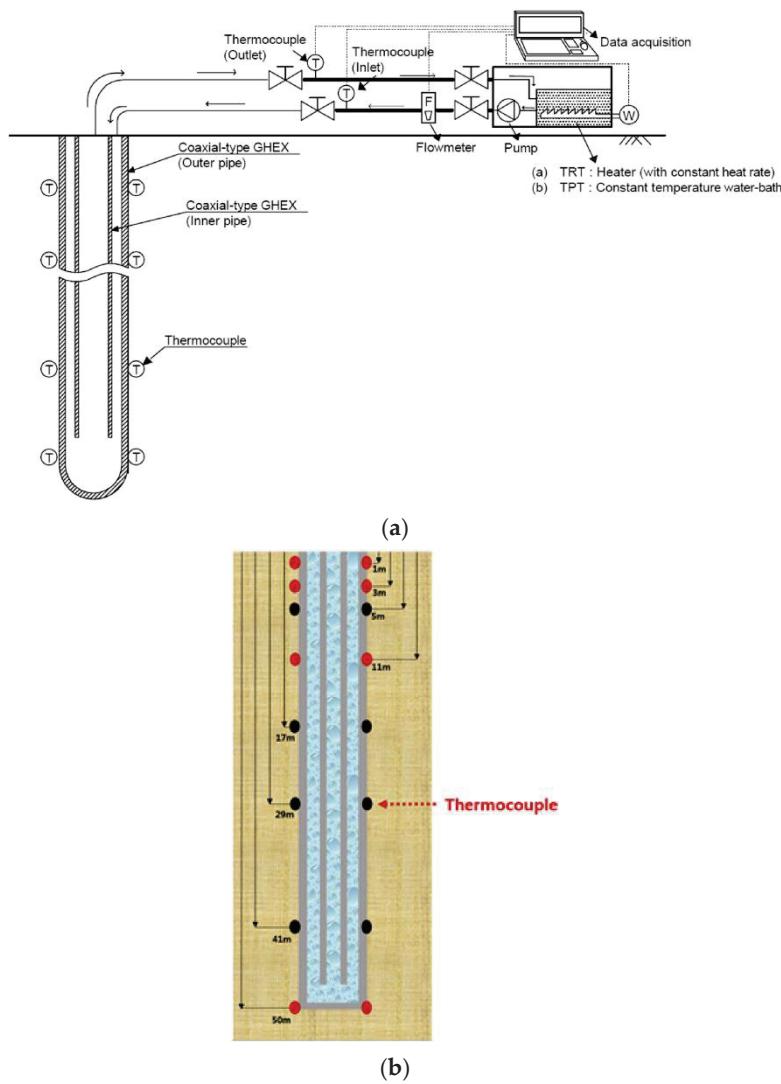 Thermocouple
(Outlet)
T
Thermocouple
(Inlet)
T
Data acquisition
F
W
Flowmeter
Pump
(a) TRT : Heater (with constant heat rate)
(b) TPT : Constant temperature water-bath
Coaxial-type GHEX
(Outer pipe)
T T
Coaxial-type GHEX
(Inner pipe)
T T
Thermocouple
T T
T T
(a)
1m
3m
5m
11m
17m
29m
Thermocouple
41m
50m
(b)